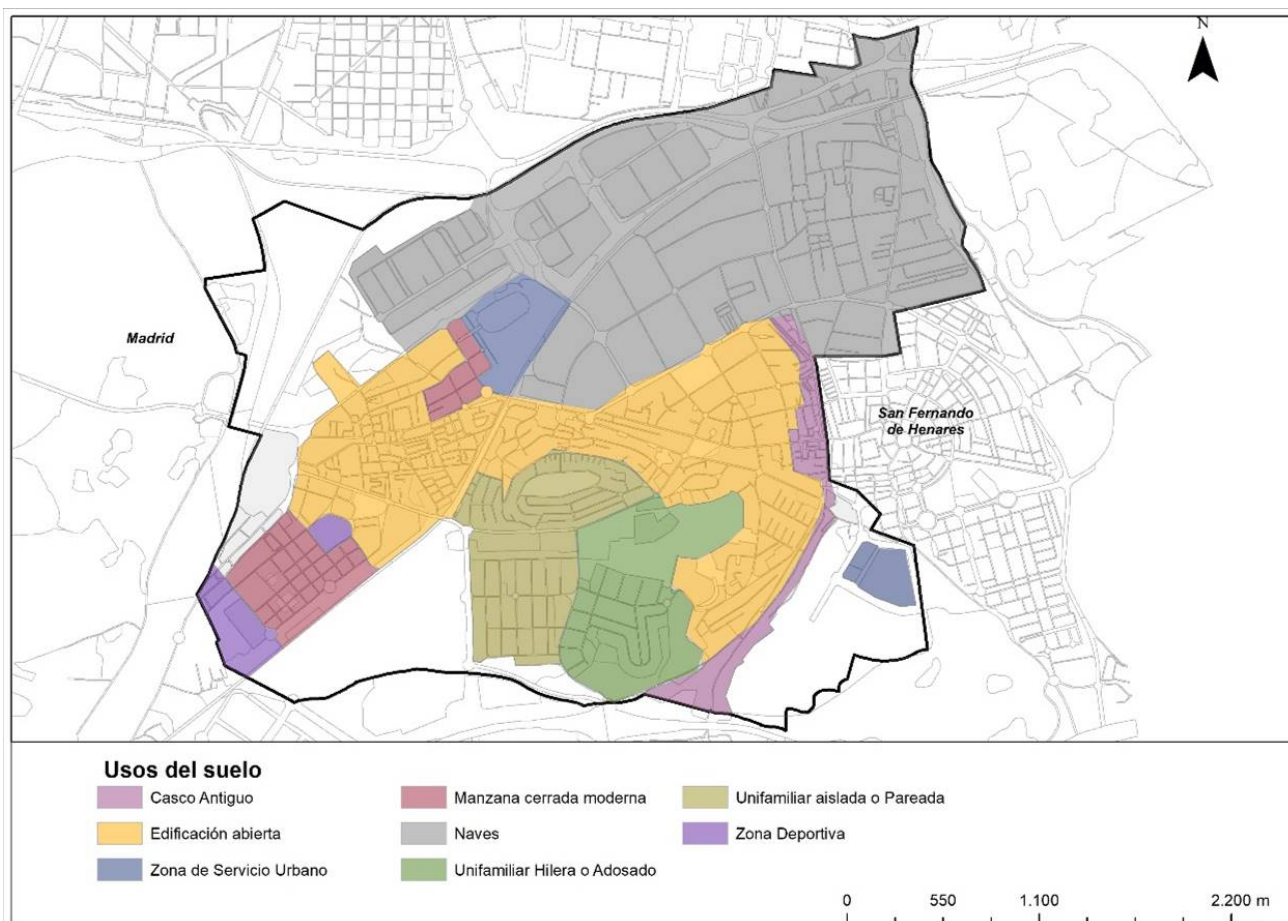 N
Madrid
San Fernando
de Henares
Usos del suelo
Casco Antiguo
Edificación abierta
Zona de Servicio Urbano
Manzana cerrada moderna
Naves
Unifamiliar Hilera o Adosado
Unifamiliar aislada o Pareada
Zona Deportiva
0 550 1.100 2.200 m